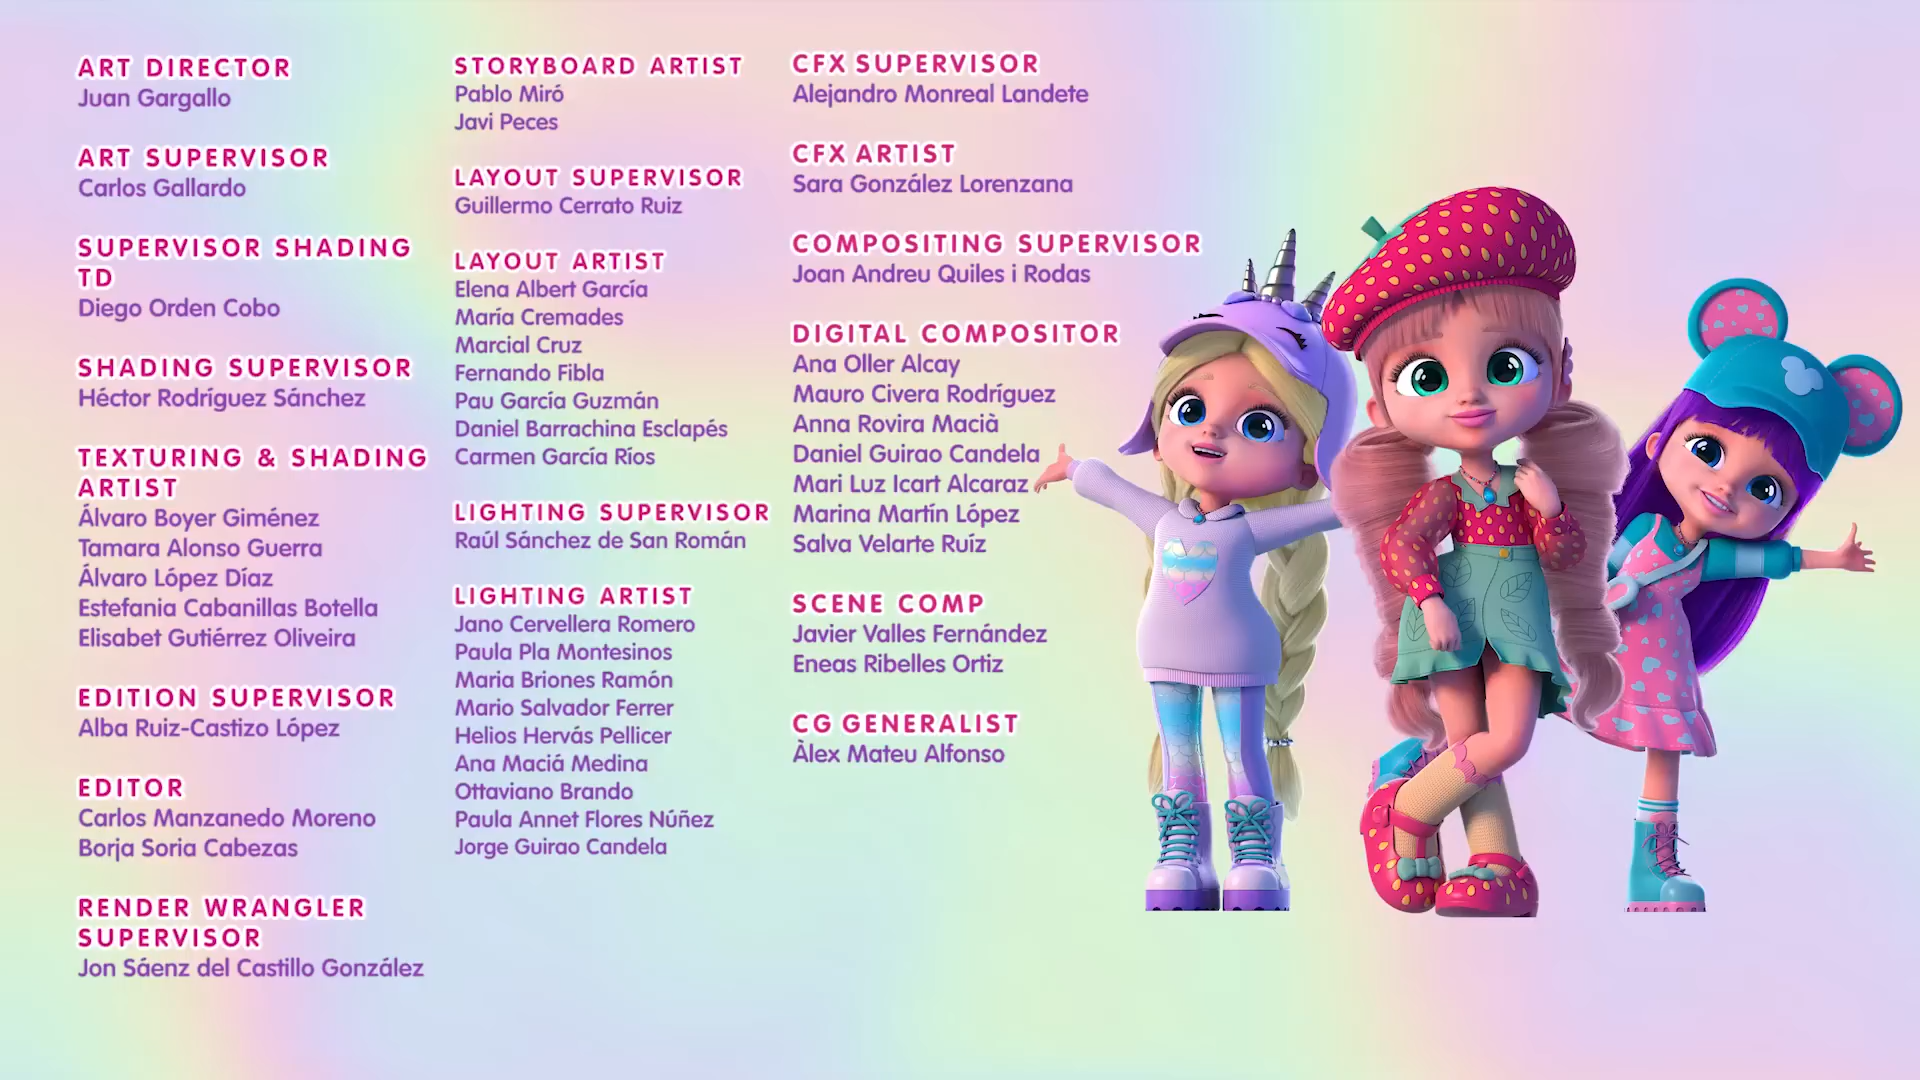 ART DIRECTOR
Juan Gargallo
ART SUPERVISOR
Carlos Gallardo
SUPERVISOR SHADING
TD
Diego Orden Cobo
SHADING SUPERVISOR
Héctor Rodríguez Sánchez
TEXTURING & SHADING
ARTIST
Álvaro Boyer Giménez
Tamara Alonso Guerra
Álvaro López Díaz
Estefania Cabanillas Botella
Elisabet Gutiérrez Oliveira
EDITION SUPERVISOR
Alba Ruiz-Castizo López
EDITOR
Carlos Manzanedo Moreno
Borja Soria Cabezas
RENDER WRANGLER
SUPERVISOR
Jon Sáenz del Castillo González
STORYBOARD ARTIST
Pablo Miró
Javi Peces
LAYOUT SUPERVISOR
Guillermo Cerrato Ruiz
LAYOUT ARTIST
Elena Albert García
María Cremades
Marcial Cruz
Fernando Fibla
Pau García Guzmán
Daniel Barrachina Esclapés
Carmen García Ríos
LIGHTING SUPERVISOR
Raúl Sánchez de San Román
LIGHTING ARTIST
Jano Cervellera Romero
Paula Pla Montesinos
Maria Briones Ramón
Mario Salvador Ferrer
Helios Hervás Pellicer
Ana Maciá Medina
Ottaviano Brando
Paula Annet Flores Núñez
Jorge Guirao Candela
CFX SUPERVISOR
Alejandro Monreal Landete
CFX ARTIST
Sara González Lorenzana
COMPOSITING SUPERVISOR
Joan Andreu Quiles i Rodas
DIGITAL COMPOSITOR
Ana Oller Alcay
Mauro Civera Rodríguez
Anna Rovira Macià
Daniel Guirao Candela
Mari Luz Icart Alcaraz
Marina Martín López
Salva Velarte Ruíz
SCENE COMP
Javier Valles Fernández
Eneas Ribelles Ortiz
CG GENERALIST
Àlex Mateu Alfonso